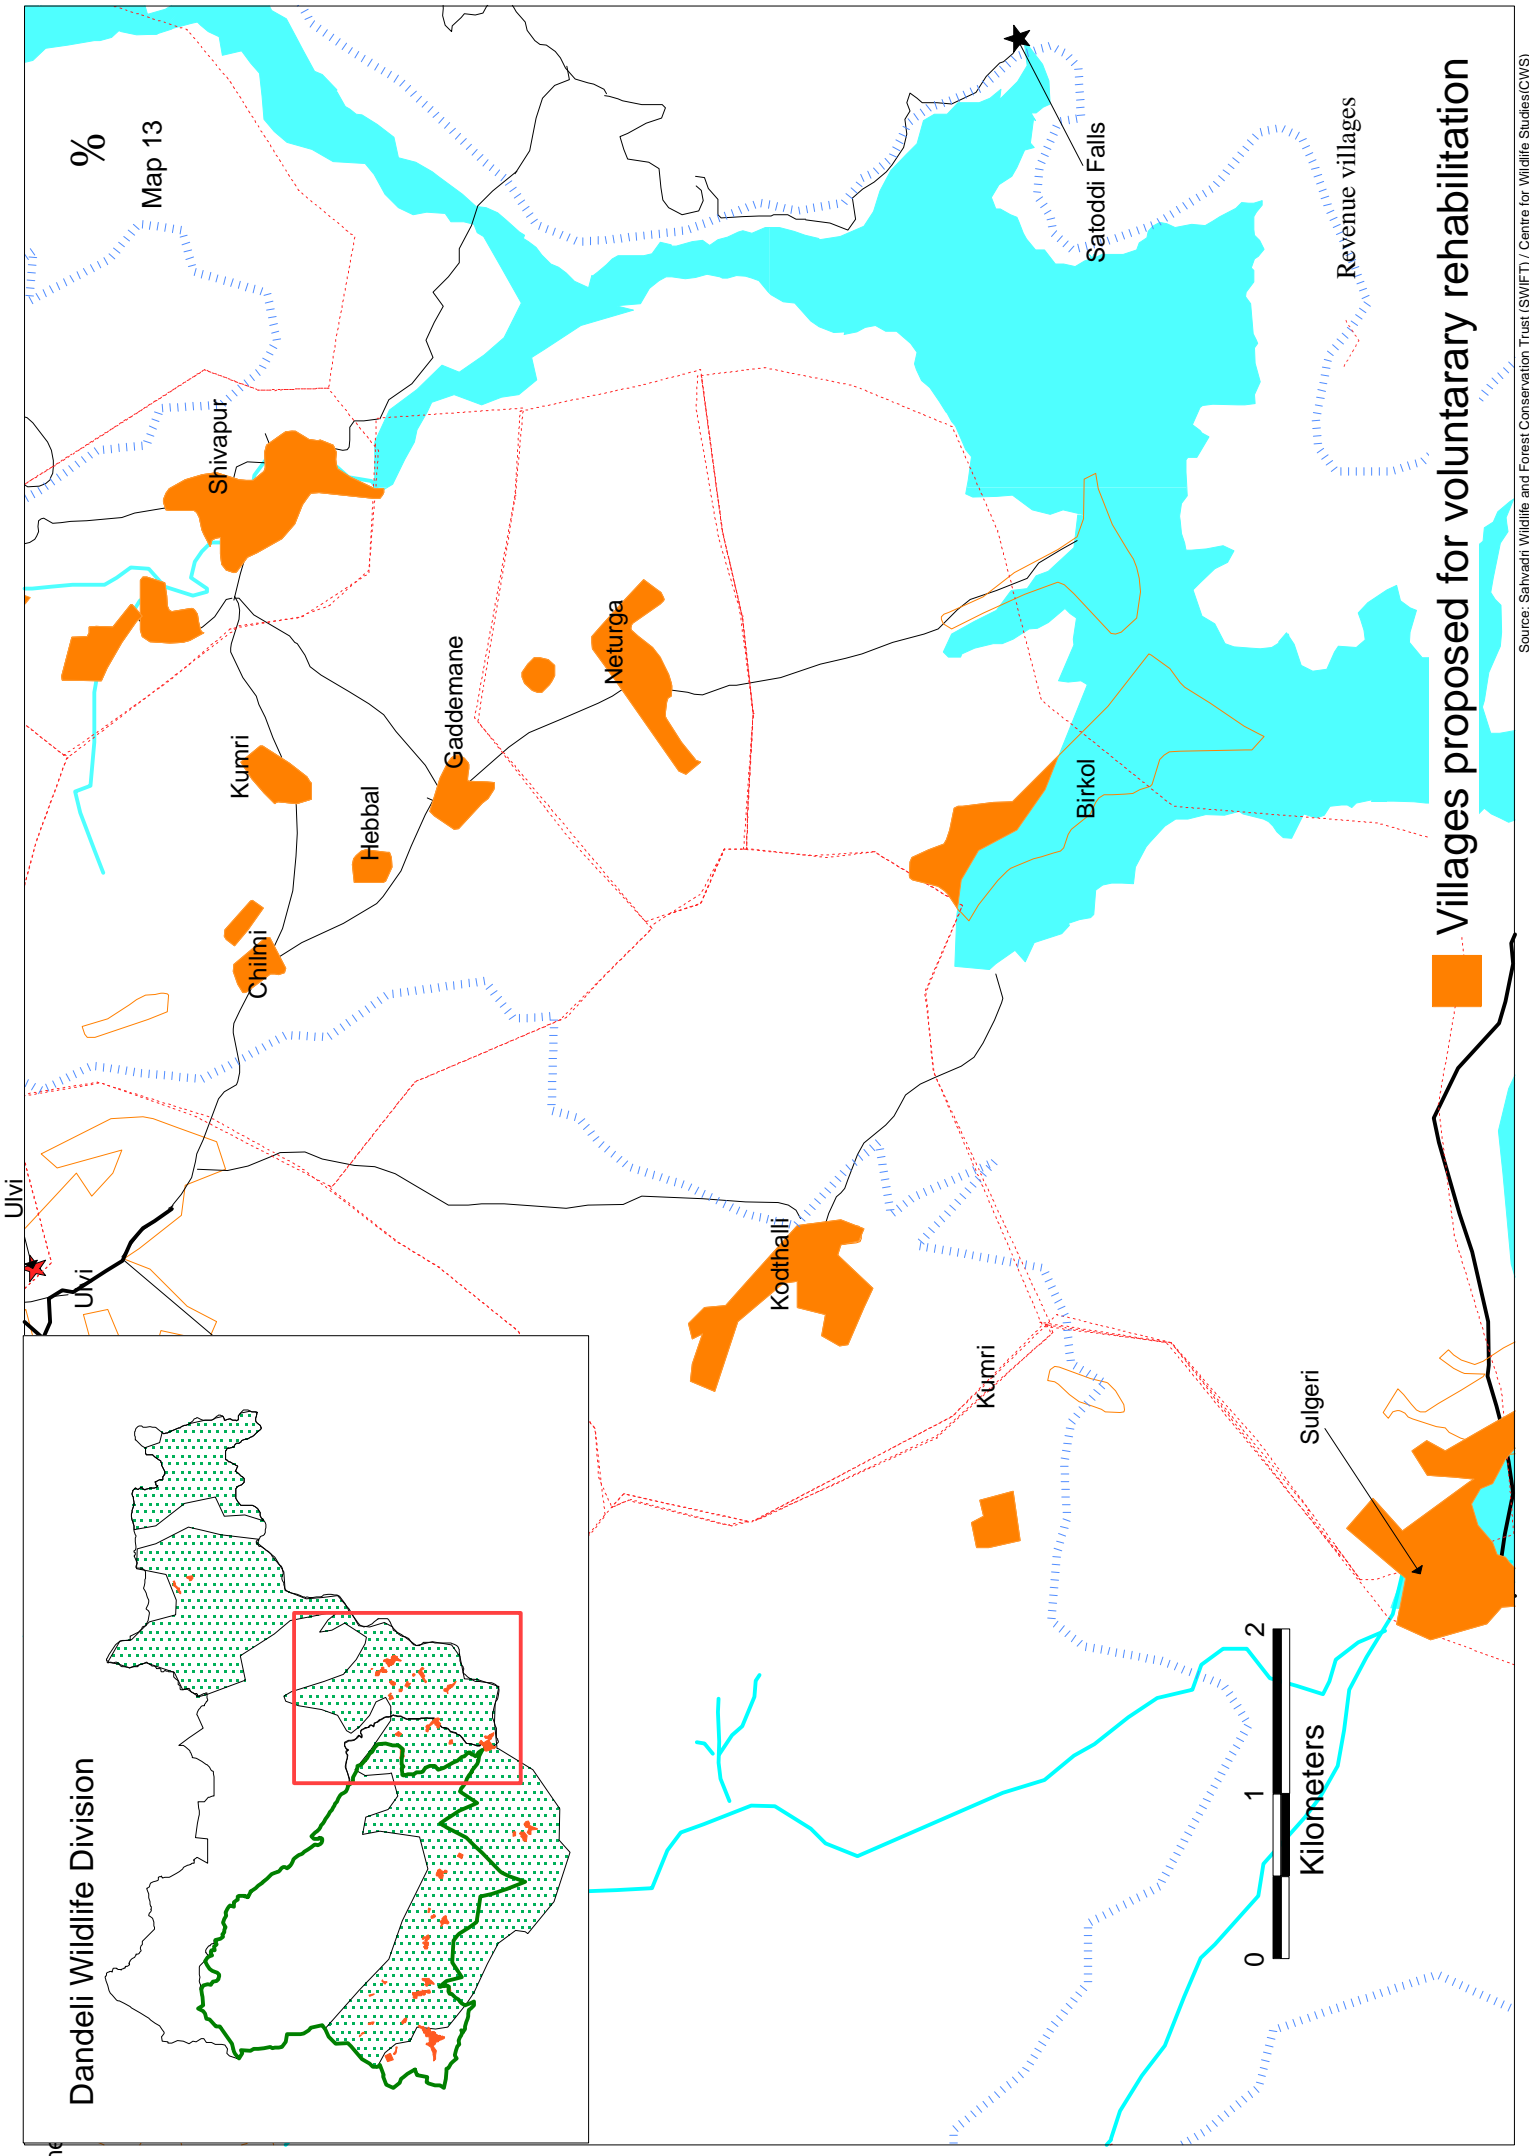 Dandeli Wildlife Division
Ulvi
Ulvi
%
Map 13
Shivapur
Kumri
Chilmi
Hebbal
Gaddemane
Neturga
Kodthalli
Kumri
Birkol
Satoddi Falls
Sulgeri
0 1 2
Kilometers
Revenue villages
Villages proposed for voluntarary rehabilitation
Source: Sahyadri Wildlife and Forest Conservation Trust (SWIFT) / Centre for Wildlife Studies(CWS)